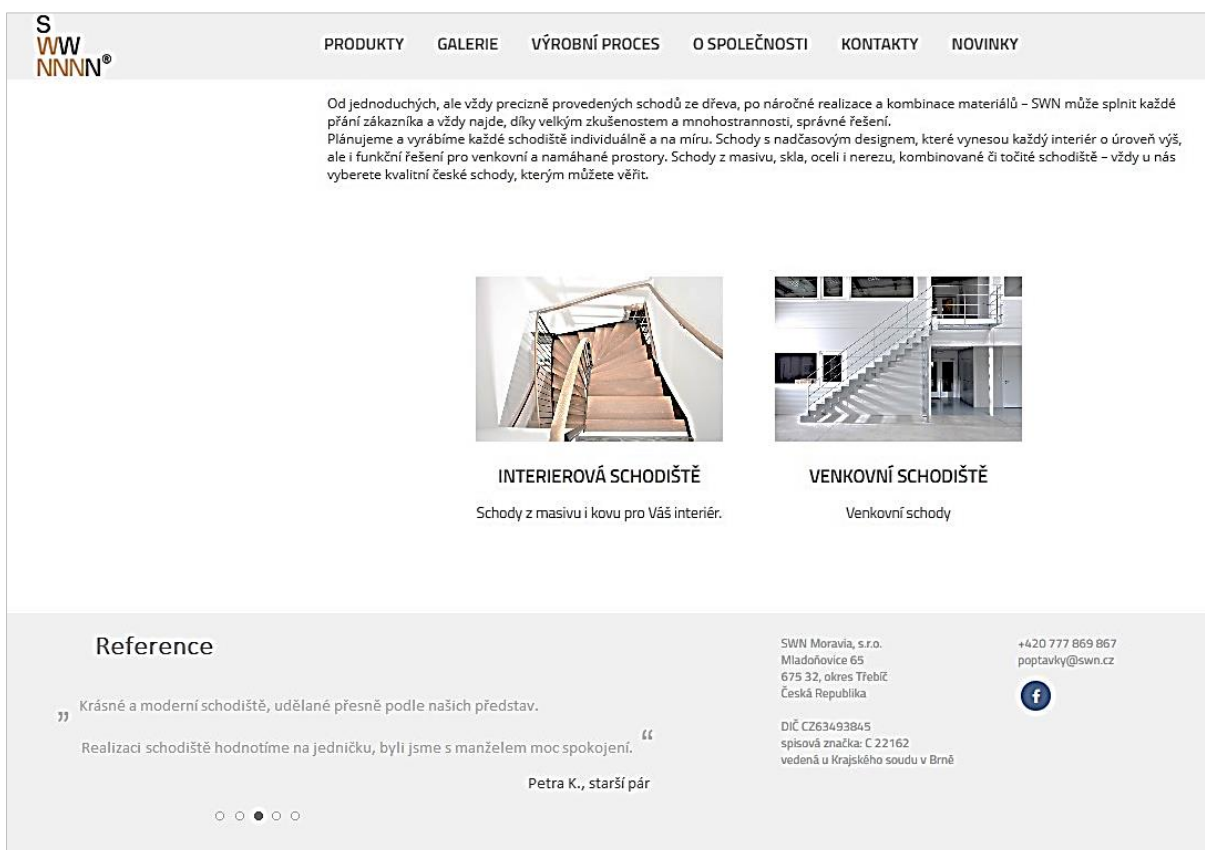 S
WW
NNNN®
PRODUKTY GALERIE VÝROBNÍ PROCES O SPOLEČNOSTI KONTAKTY NOVINKY
Od jednoduchých, ale vždy precizně provedených schodů ze dřeva, po náročné realizace a kombinace materiálů – SWN může splnit každé
přání zákazníka a vždy najde, díky velkým zkušenostem a mnohostrannosti, správné řešení.
Plánujeme a vyrábíme každé schodiště individuálně a na míru. Schody s nadčasovým designem, které vynesou každý interiér o úroveň výš,
ale i funkční řešení pro venkovní a namáhané prostory. Schody z masivu, skla, oceli i nerezu, kombinované či točité schodiště – vždy u nás
vyberete kvalitní české schody, kterým můžete věřit.
INTERIEROVÁ SCHODIŠTĚ
Schody z masivu i kovu pro Váš interiér.
VENKOVNÍ SCHODIŠTĚ
Venkovní schody
Reference
„ Krásné a moderní schodiště, udělané přesně podle našich představ.
Realizaci schodiště hodnotíme na jedničku, byli jsme s manželem moc spokojení. “
Petra K., starší pár
SWN Moravia, s.r.o.
Mladoňovice 65
675 32, okres Třebíč
Česká Republika
DIČ CZ63493845
spisová značka: C 22162
vedená u Krajského soudu v Brně
+420 777 869 867
poptavky@swn.cz
f